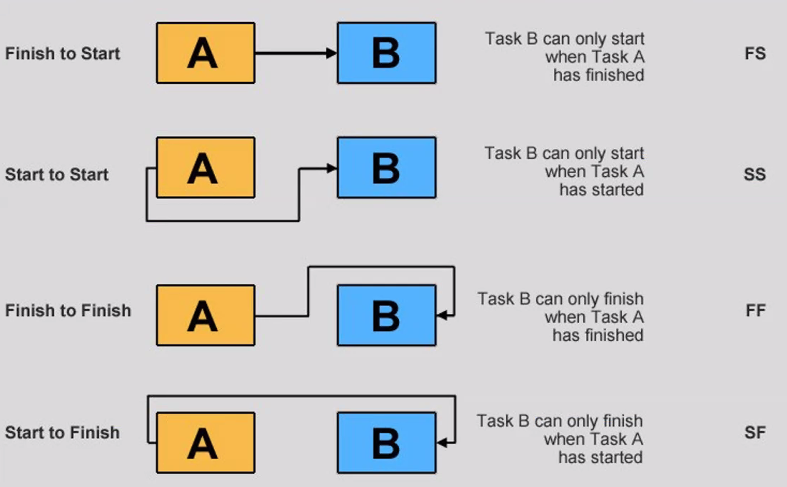 Finish to Start
A
B
Task B can only start
when Task A
has finished
FS
Start to Start
A
B
Task B can only start
when Task A
has started
SS
Finish to Finish
A
B
Task B can only finish
when Task A
has finished
FF
Start to Finish
A
B
Task B can only finish
when Task A
has started
SF